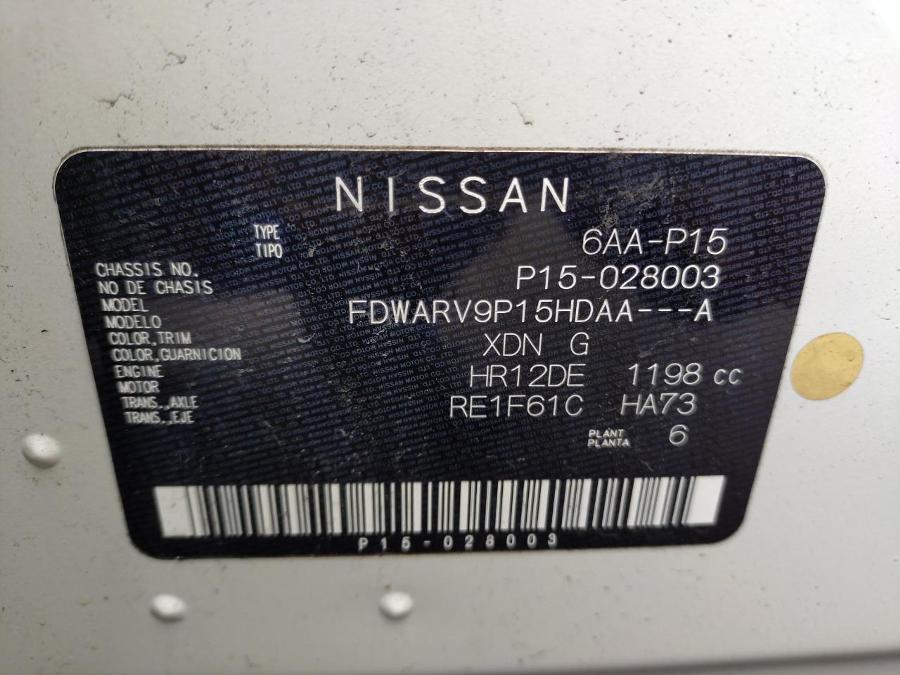 NISSAN
TYPE
TIPO
6AA-P15
CHASSIS NO.
NO DE CHASIS
P15-028003
MODEL
MODELO
FDWARV9P15HDAA---A
COLOR,TRIM
COLOR,GUARNICION
XDN G
ENGINE
MOTOR
HR12DE 1198 cc
TRANS.,AXLE
TRANS.,EJE
RE1F61C HA73
PLANT
PLANTA
6
P15-028003